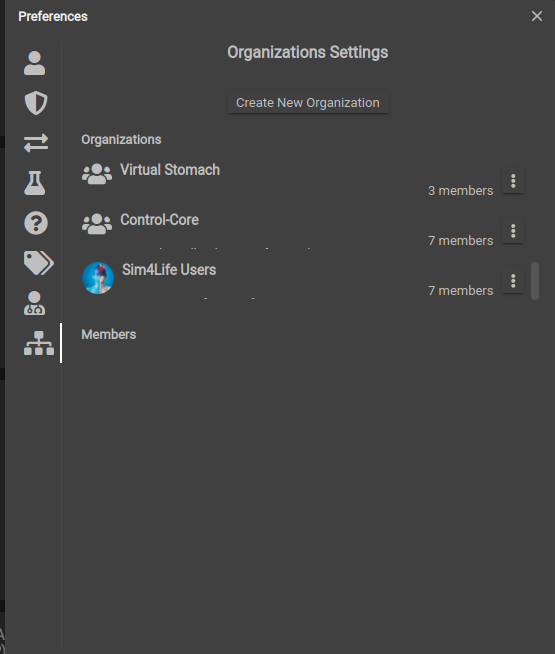 Preferences
Organizations Settings
Create New Organization
Organizations
Virtual Stomach
3 members
Control-Core
7 members
Sim4Life Users
7 members
Members